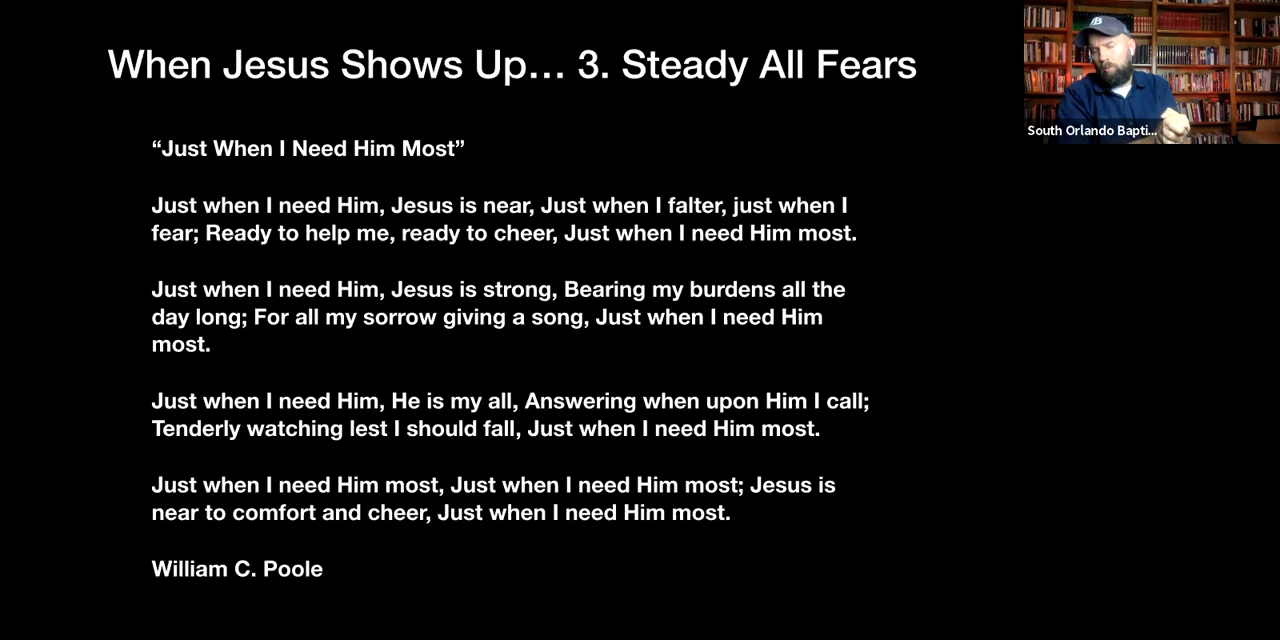 When Jesus Shows Up... 3. Steady All Fears
South Orlando Bapti...
“Just When I Need Him Most”
Just when I need Him, Jesus is near, Just when I falter, just when I
fear; Ready to help me, ready to cheer, Just when I need Him most.
Just when I need Him, Jesus is strong, Bearing my burdens all the
day long; For all my sorrow giving a song, Just when I need Him
most.
Just when I need Him, He is my all, Answering when upon Him I call;
Tenderly watching lest I should fall, Just when I need Him most.
Just when I need Him most, Just when I need Him most; Jesus is
near to comfort and cheer, Just when I need Him most.
William C. Poole